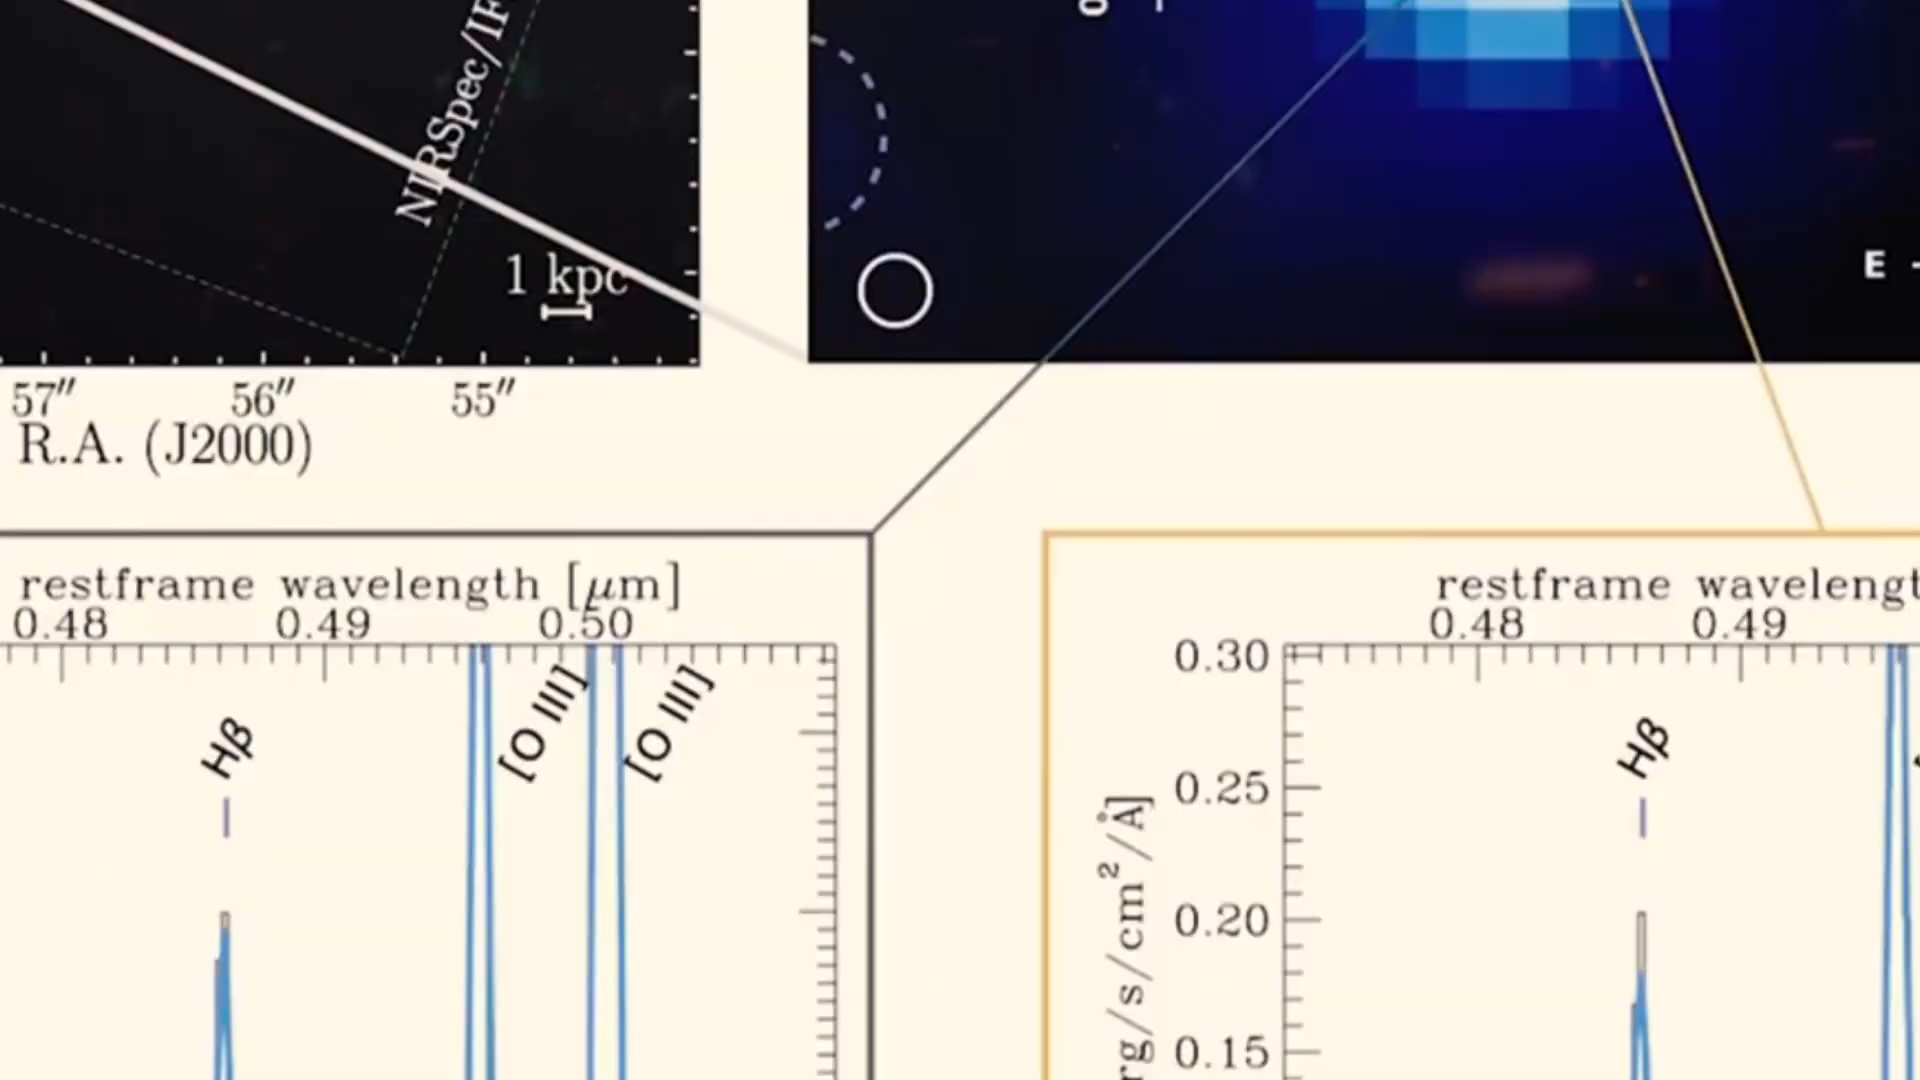 NIRSpec/IF
0
1 kpc
E
57″ 56″ 55″
R.A. (J2000)
restframe wavelength [μm]
0.48 0.49 0.50
Hβ
[O III]
[O III]
restframe wavelengt
0.48 0.49
0.30
0.25
0.20
0.15
rg/s/cm²/Å]
Hβ